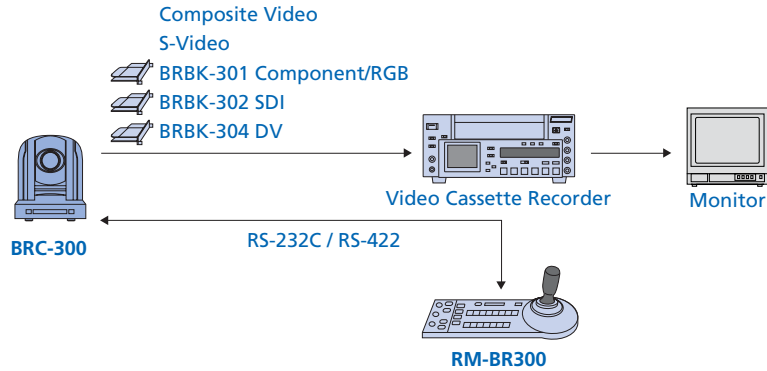 Composite Video
S-Video
BRBK-301 Component/RGB
BRBK-302 SDI
BRBK-304 DV
Video Cassette Recorder
Monitor
BRC-300
RS-232C / RS-422
RM-BR300